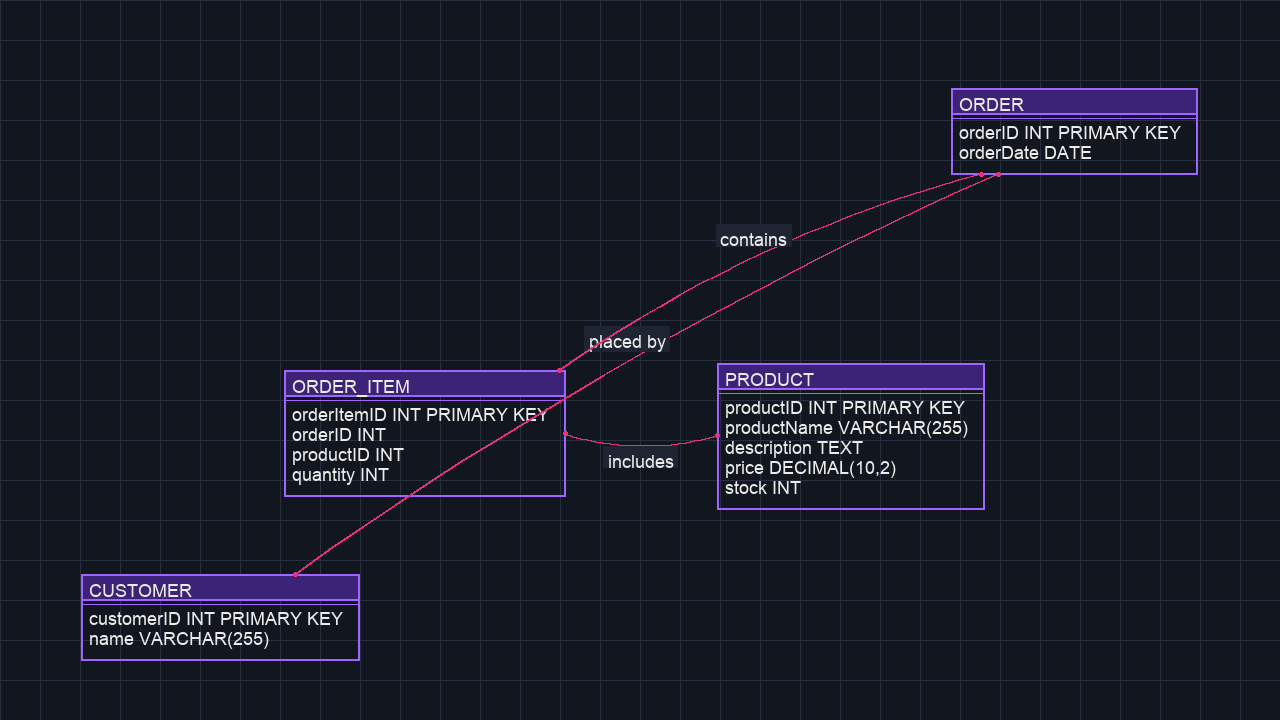 ORDER
orderID INT PRIMARY KEY
orderDate DATE
contains
placed by
ORDER_ITEM
orderItemID INT PRIMARY KEY
orderID INT
productID INT
quantity INT
includes
PRODUCT
productID INT PRIMARY KEY
productName VARCHAR(255)
description TEXT
price DECIMAL(10,2)
stock INT
CUSTOMER
customerID INT PRIMARY KEY
name VARCHAR(255)